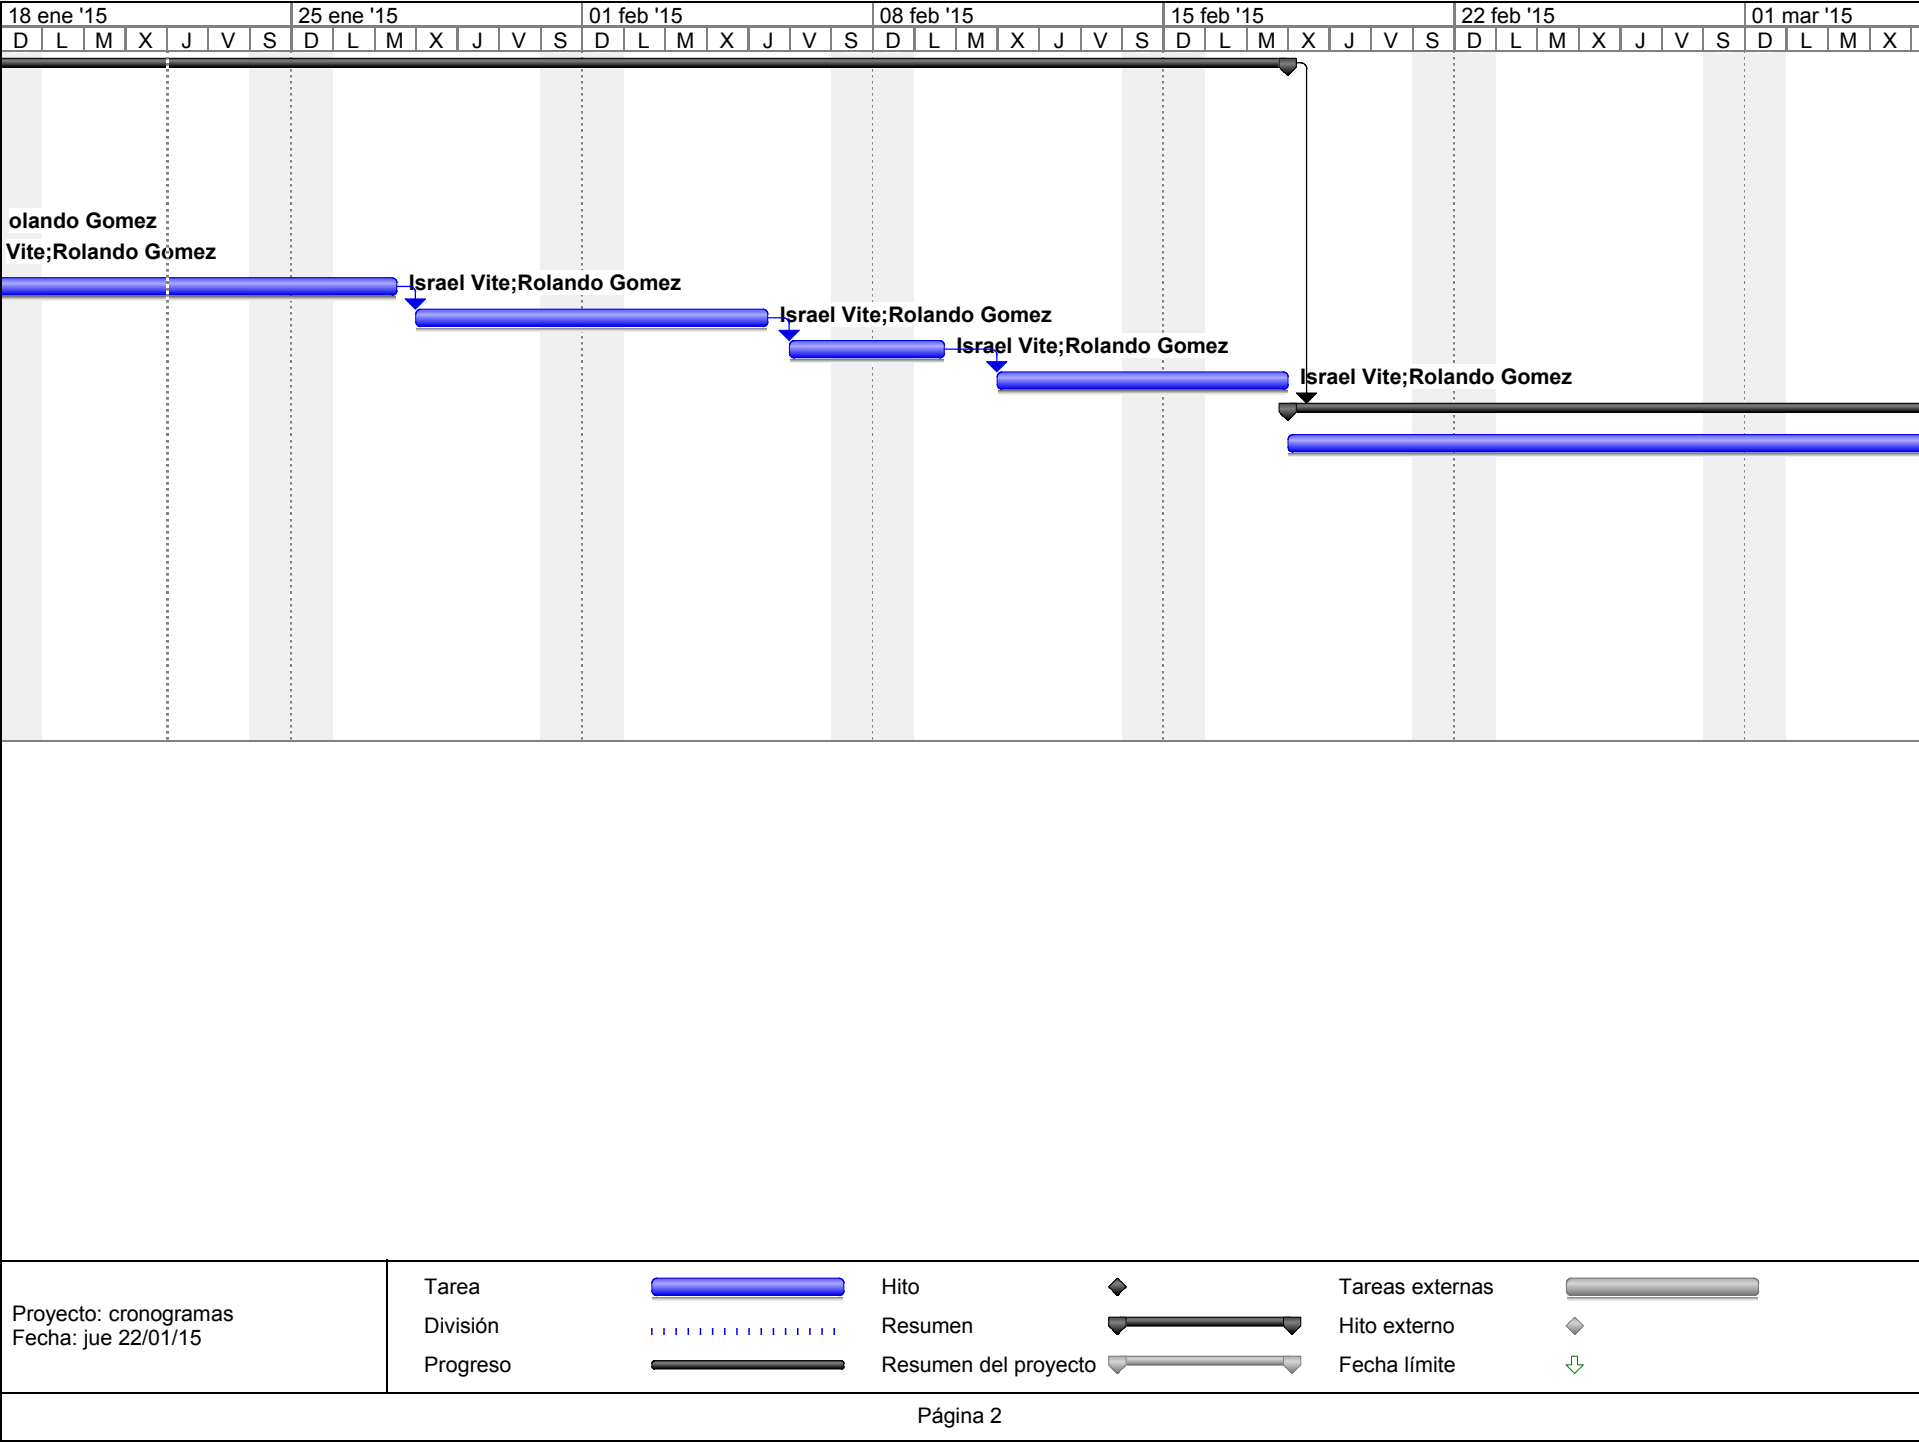 18 ene '15 25 ene '15 01 feb '15 08 feb '15 15 feb '15 22 feb '15 01 mar '15
D L M X J V S D L M X J V S D L M X J V S D L M X J V S D L M X J V S D L M X J V S D L M X
olando Gomez
Vite;Rolando Gomez
Israel Vite;Rolando Gomez
Israel Vite;Rolando Gomez
Israel Vite;Rolando Gomez
Israel Vite;Rolando Gomez
Proyecto: cronogramas
Fecha: jue 22/01/15
Tarea
División
Progreso
Hito
Resumen
Resumen del proyecto
Tareas externas
Hito externo
Fecha límite
Página 2